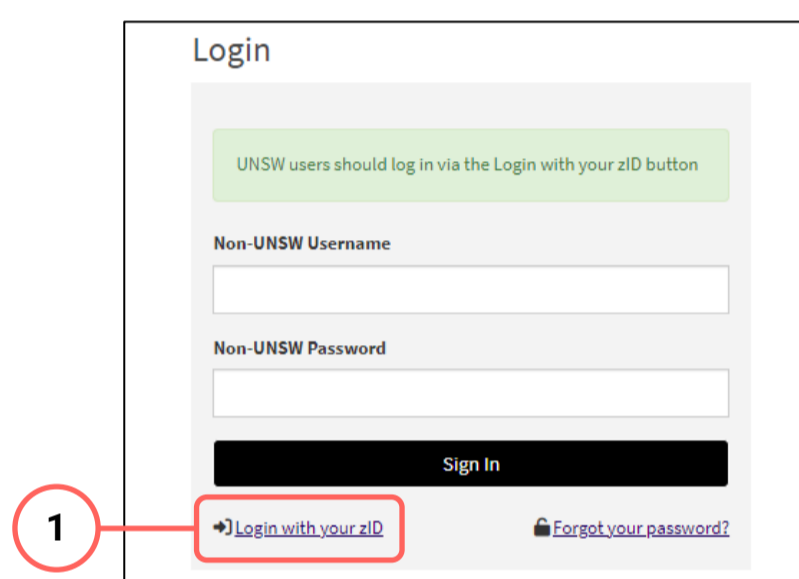 Login
UNSW users should log in via the Login with your zID button
Non-UNSW Username
Non-UNSW Password
Sign In
1
Login with your zID
Forgot your password?